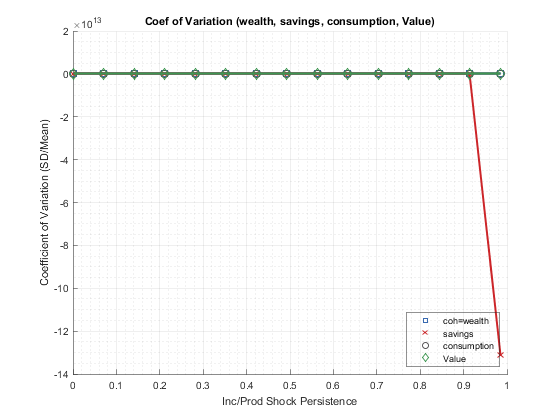 Coef of Variation (wealth, savings, consumption, Value)
×10^13
2
0
-2
-4
-6
-8
-10
-12
-14
Coefficient of Variation (SD/Mean)
coh=wealth
savings
consumption
Value
0 0.1 0.2 0.3 0.4 0.5 0.6 0.7 0.8 0.9 1
Inc/Prod Shock Persistence